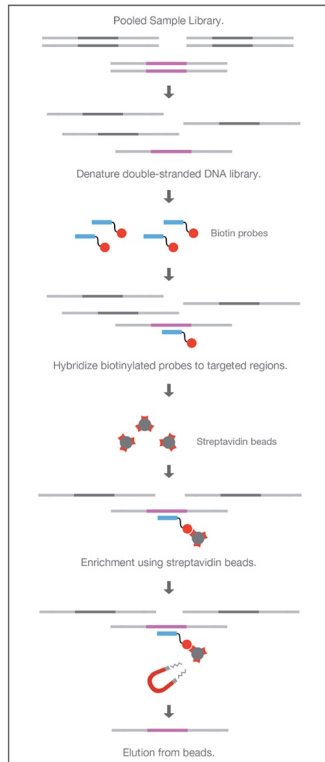 Pooled Sample Library.
Denature double-stranded DNA library.
Biotin probes
Hybridize biotinylated probes to targeted regions.
Streptavidin beads
Enrichment using streptavidin beads.
Elution from beads.